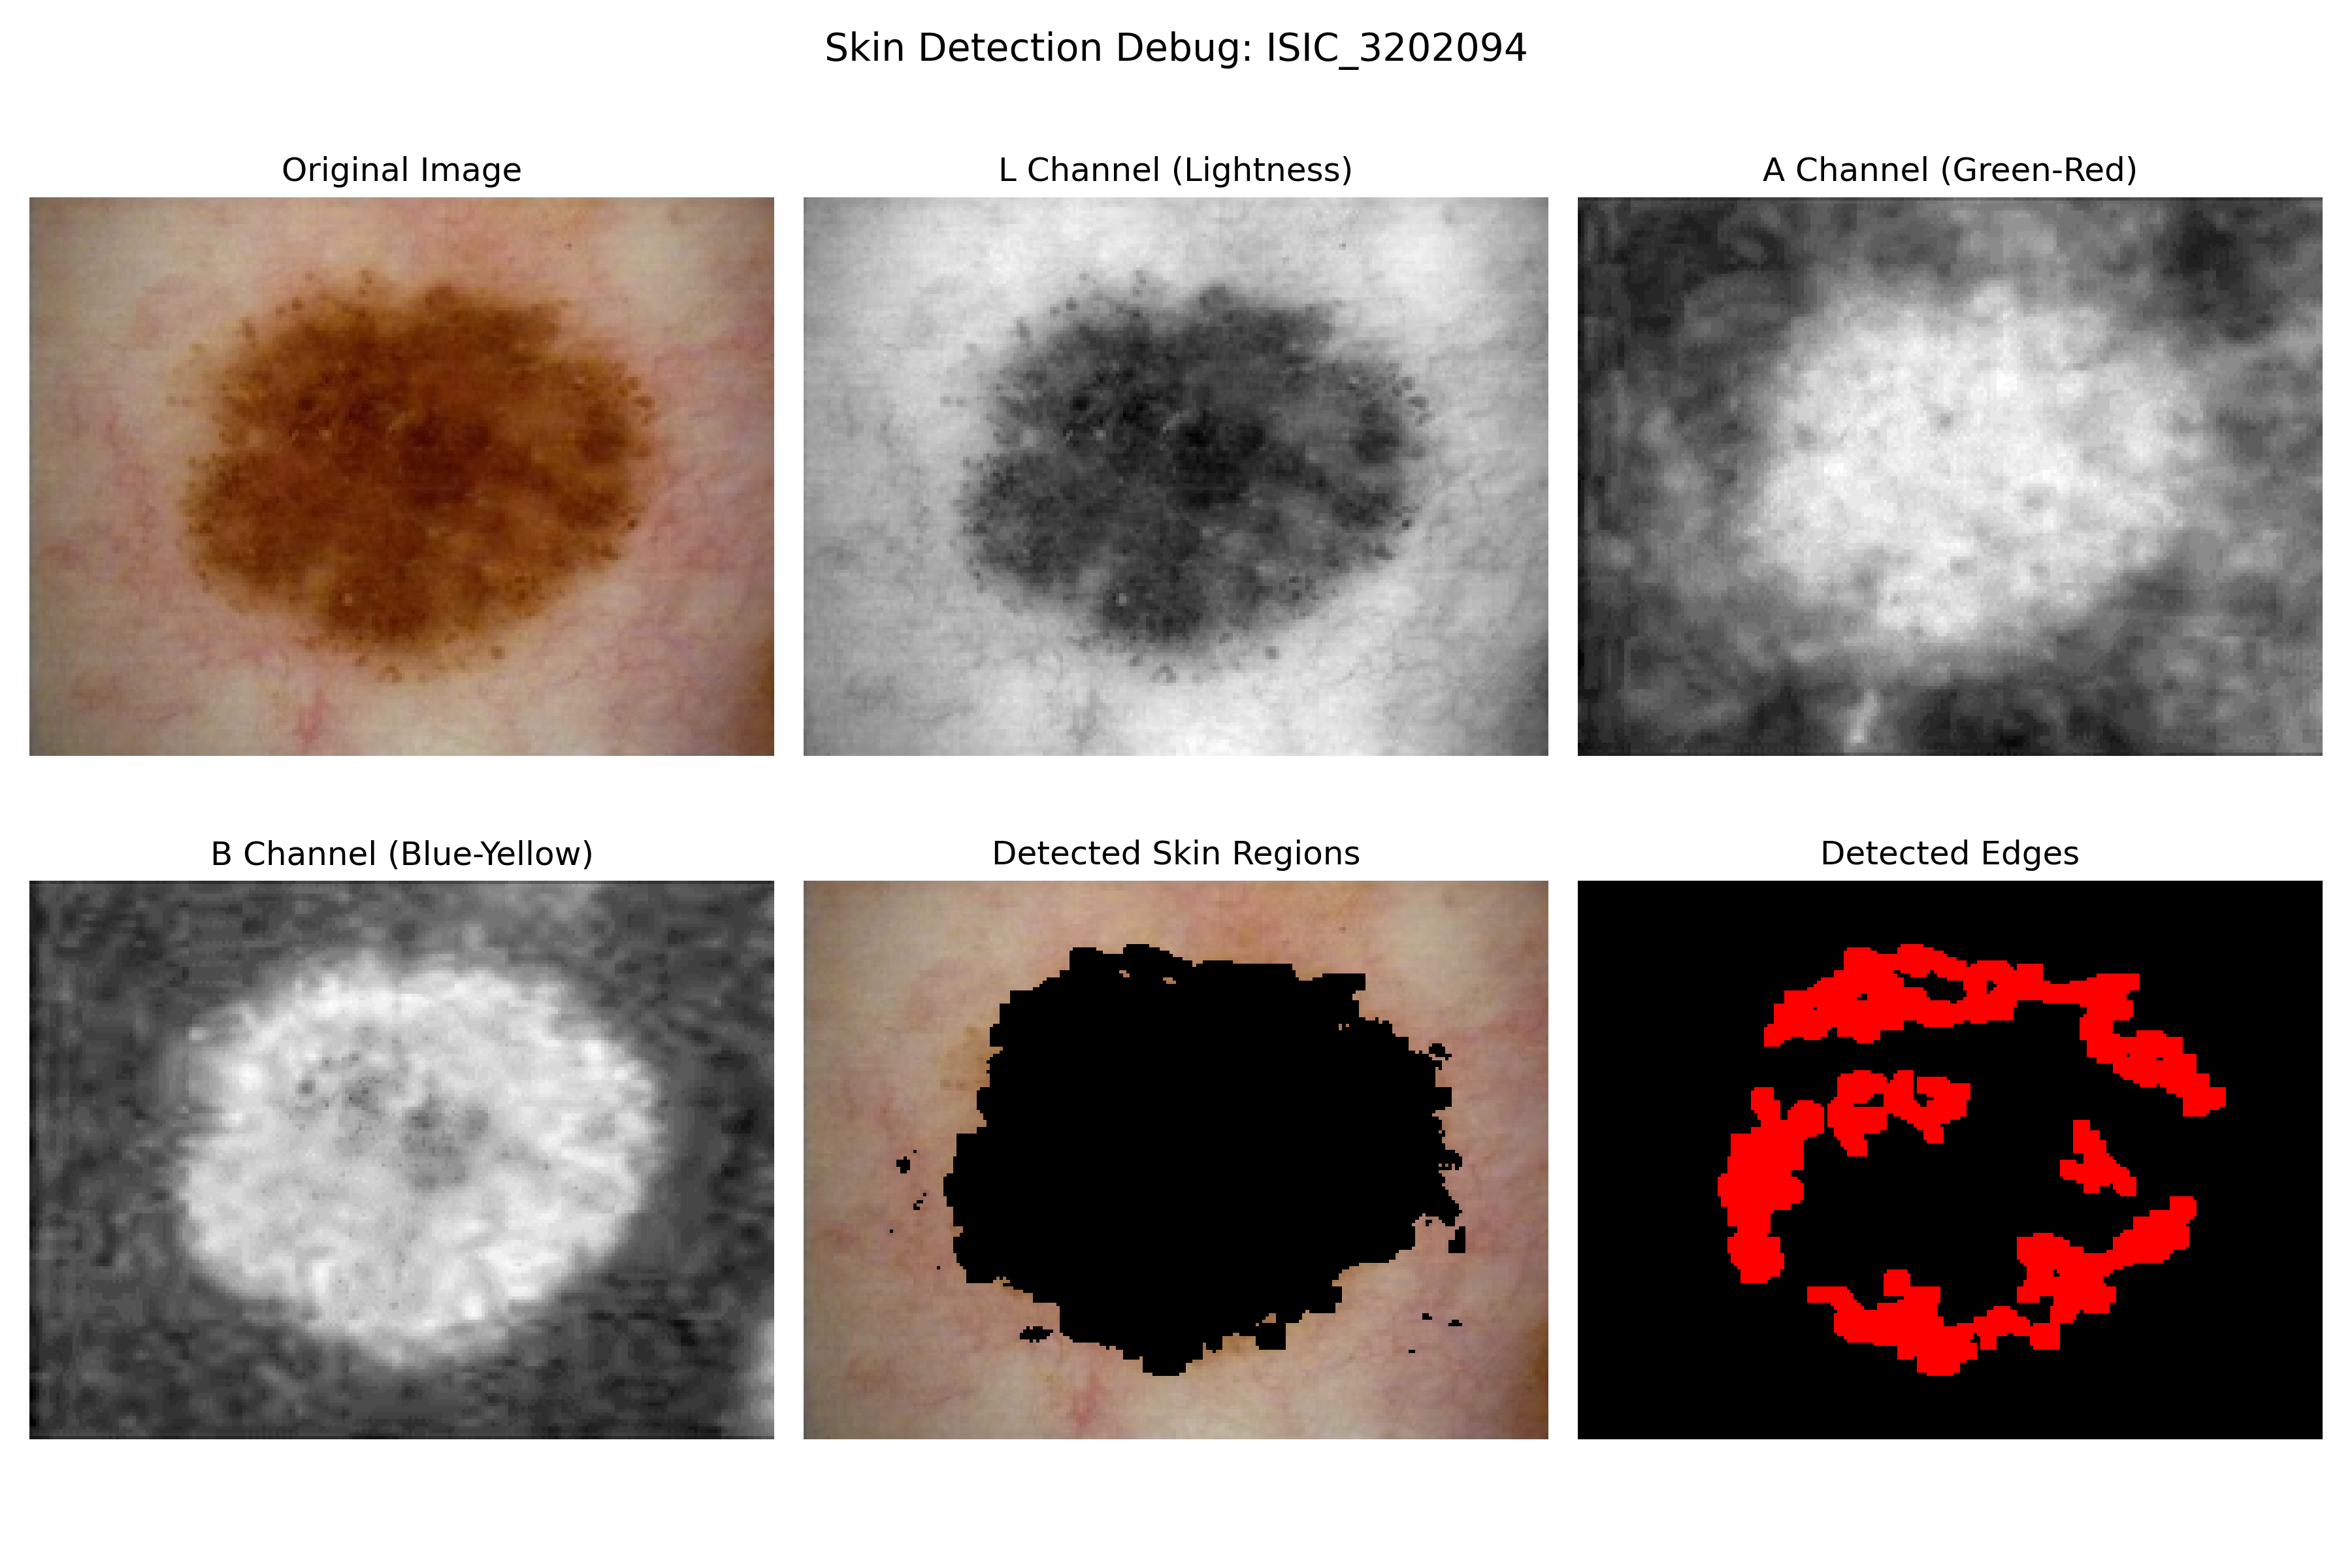 Skin Detection Debug: ISIC_3202094
Original Image
L Channel (Lightness)
A Channel (Green-Red)
B Channel (Blue-Yellow)
Detected Skin Regions
Detected Edges